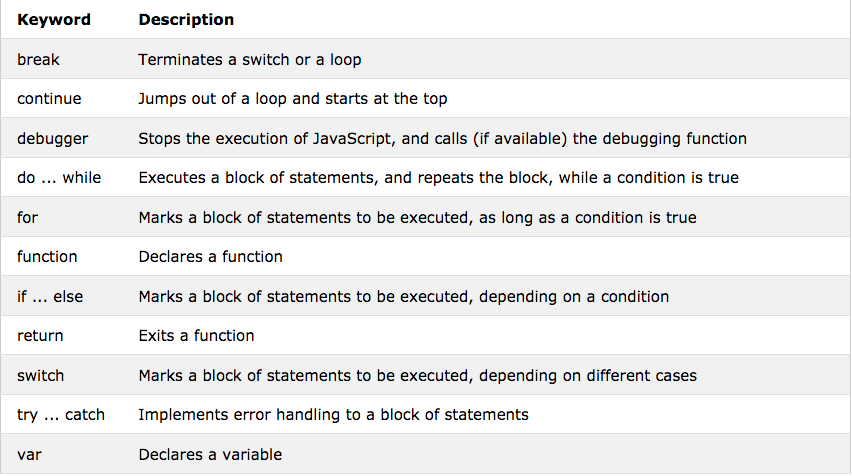 Keyword Description
break Terminates a switch or a loop
continue Jumps out of a loop and starts at the top
debugger Stops the execution of JavaScript, and calls (if available) the debugging function
do ... while Executes a block of statements, and repeats the block, while a condition is true
for Marks a block of statements to be executed, as long as a condition is true
function Declares a function
if ... else Marks a block of statements to be executed, depending on a condition
return Exits a function
switch Marks a block of statements to be executed, depending on different cases
try ... catch Implements error handling to a block of statements
var Declares a variable